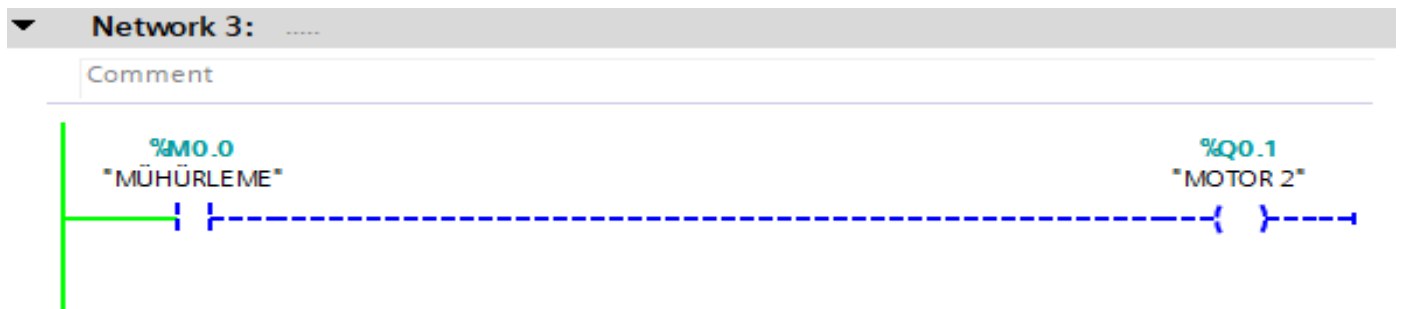 Network 3: .....
Comment
%M0.0 %Q0.1
"MÜHÜRLEME" "MOTOR 2"